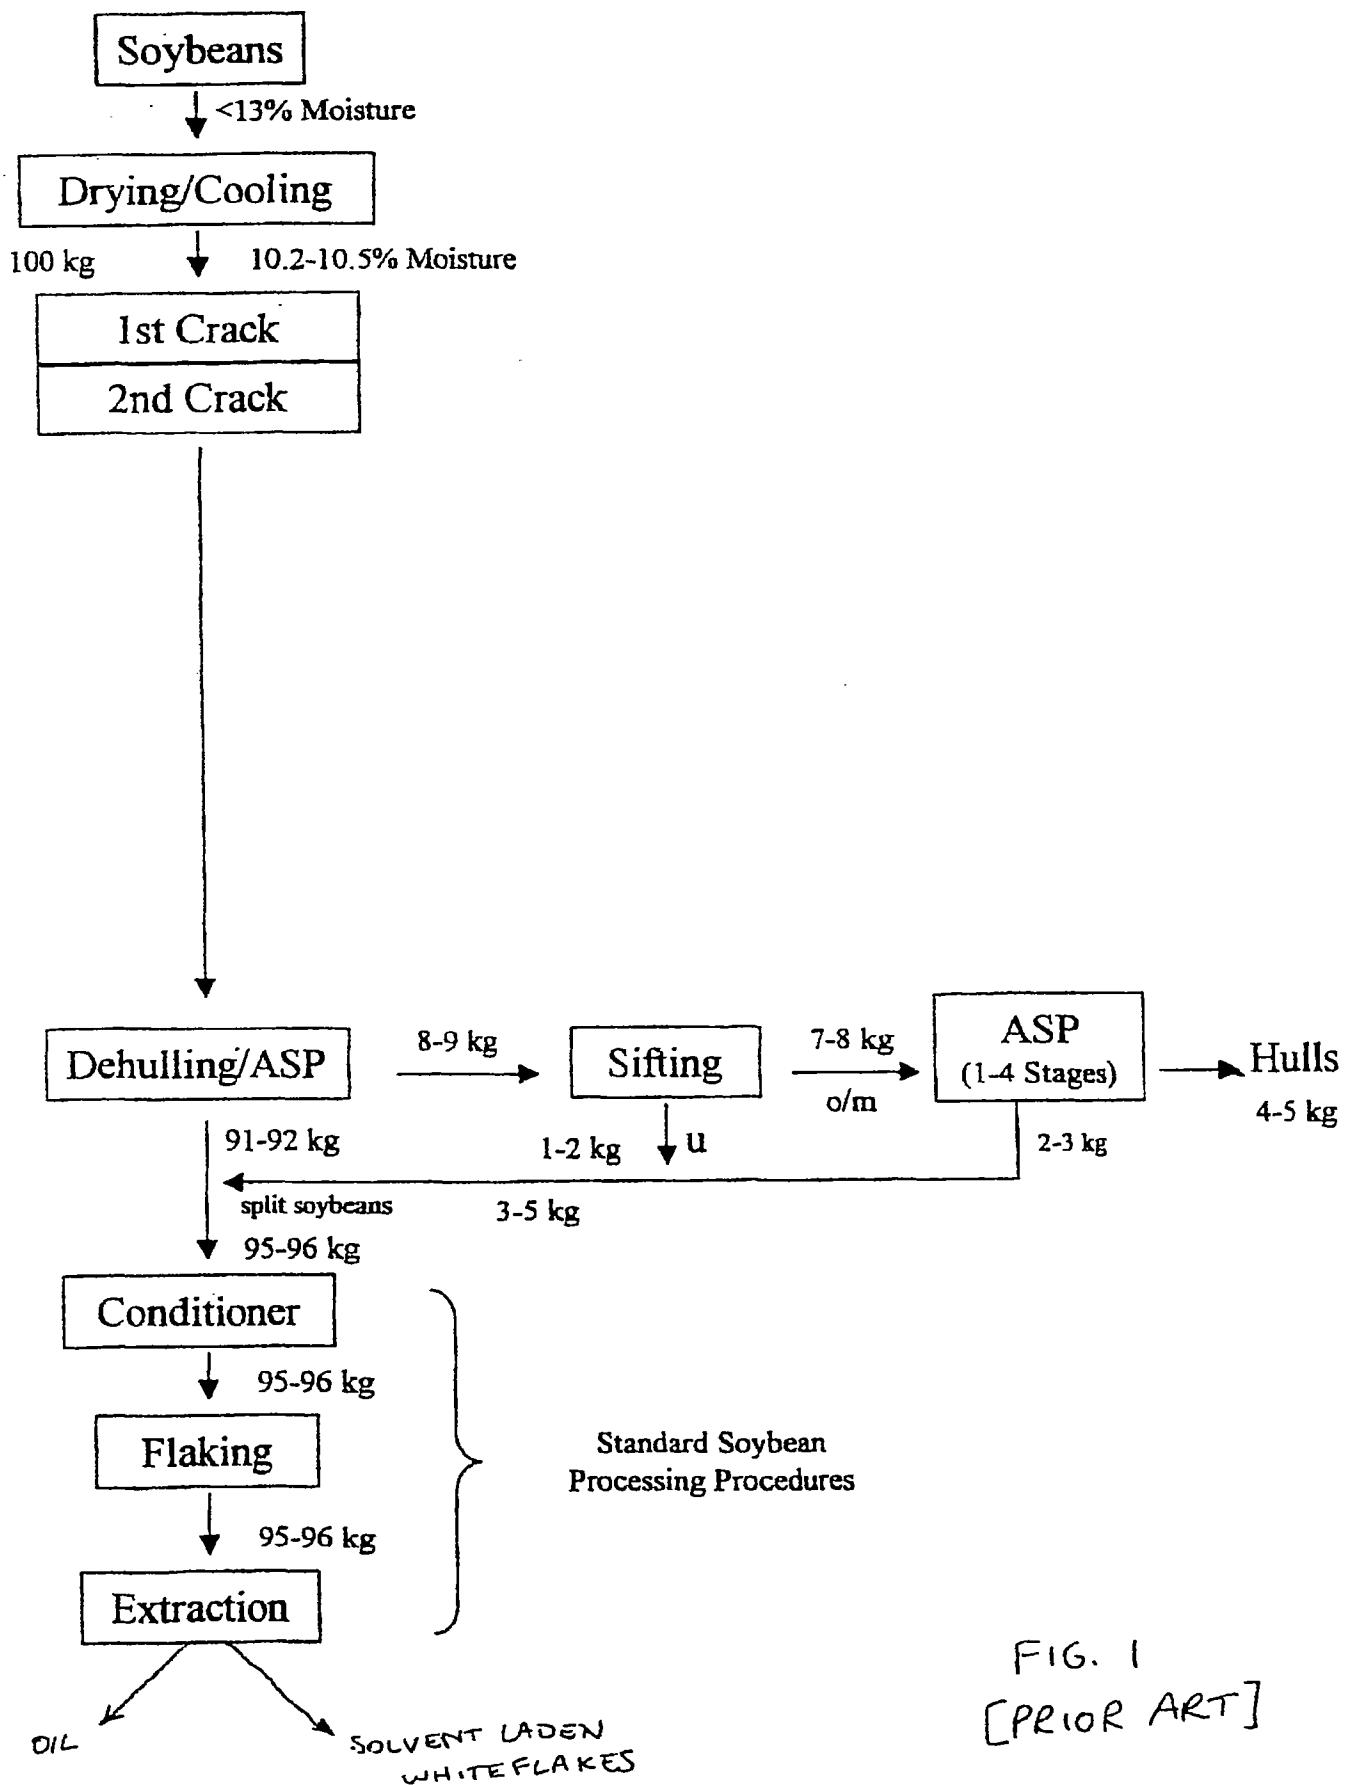 Soybeans
<13% Moisture
Drying/Cooling
100 kg
10.2-10.5% Moisture
1st Crack
2nd Crack
Dehulling/ASP
8-9 kg
Sifting
7-8 kg
o/m
ASP
(1-4 Stages)
Hulls
4-5 kg
91-92 kg
1-2 kg
u
2-3 kg
split soybeans
3-5 kg
95-96 kg
Conditioner
95-96 kg
Flaking
Standard Soybean
Processing Procedures
95-96 kg
Extraction
OIL
SOLVENT LADEN
WHITEFLAKES
FIG. 1
[PRIOR ART]